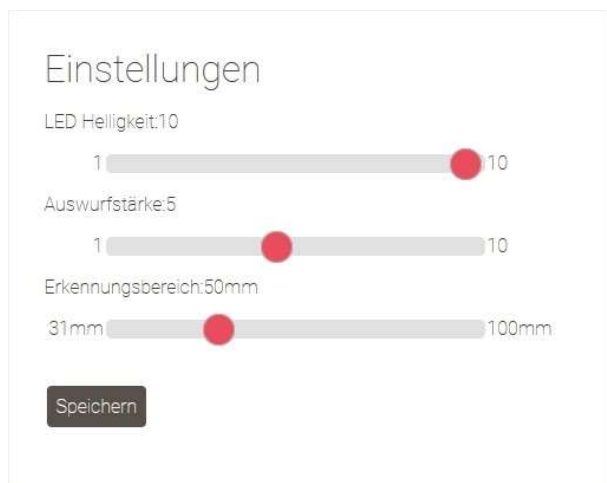 Einstellungen
LED Helligkeit:10
1 10
Auswurfstärke:5
1 10
Erkennungsbereich:50mm
31mm 100mm
Speichern